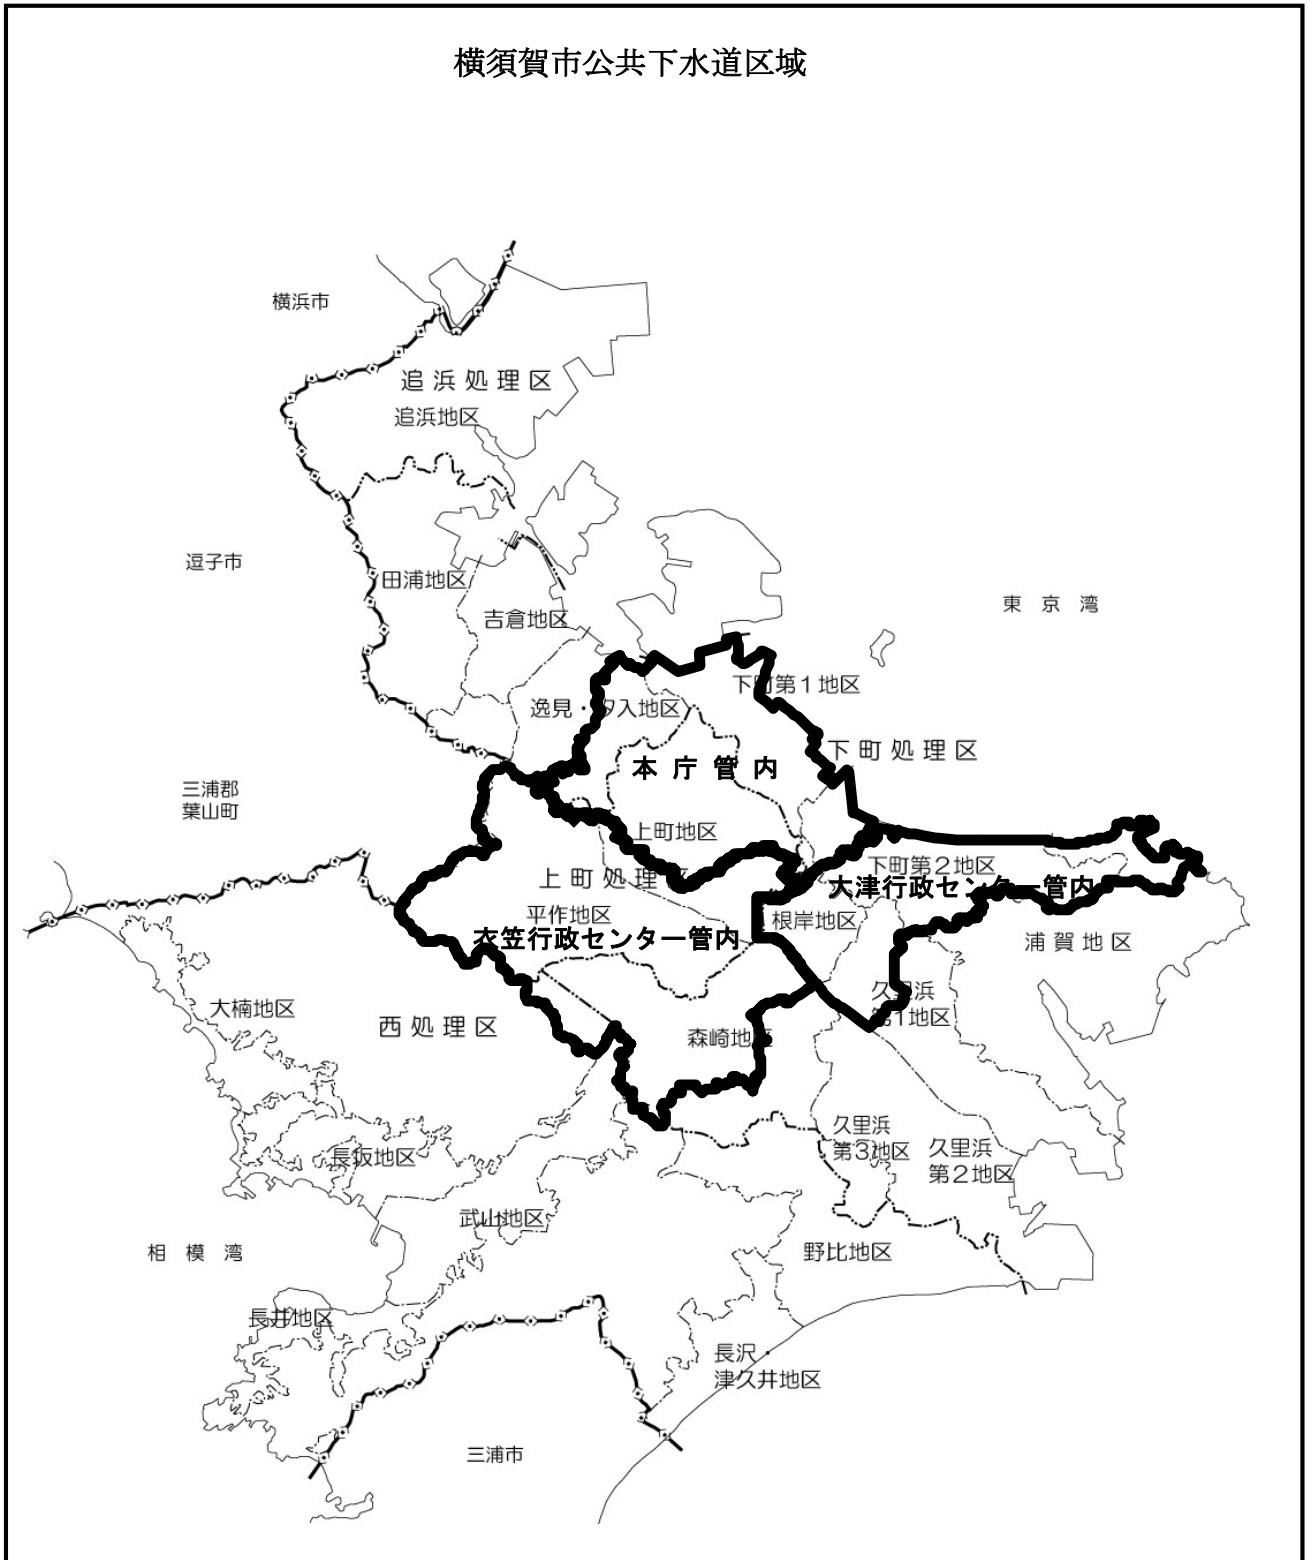 横須賀市公共下水道区域
横浜市
追浜処理区
追浜地区
逗子市
田浦地区
吉倉地区
東京湾
下町第1地区
逸見・汐入地区
下町処理区
本庁管内
三浦郡
葉山町
上町地区
下町第2地区
上町処理区
大津行政センター管内
平作地区
根岸地区
衣笠行政センター管内
浦賀地区
久里浜
第1地区
大楠地区
西処理区
森崎地区
久里浜
第3地区
久里浜
第2地区
長坂地区
武山地区
相模湾
野比地区
長井地区
長沢・
津久井地区
三浦市